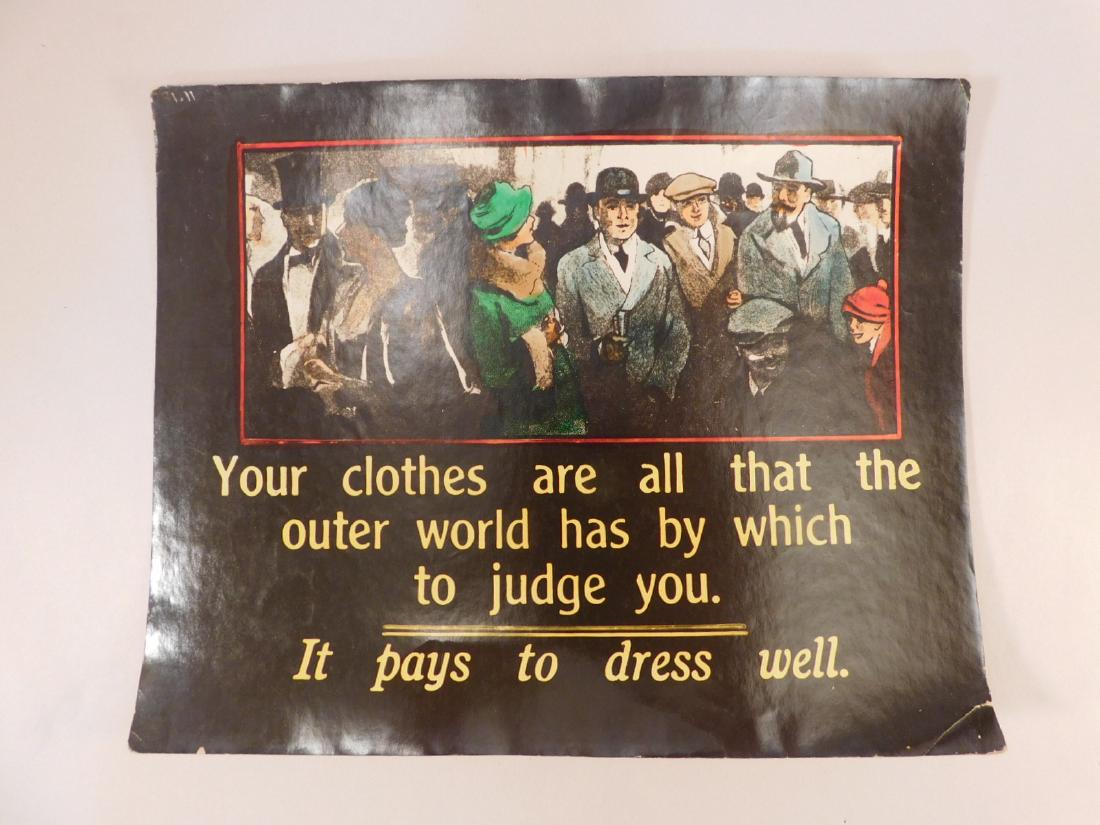 Your clothes are all that the
outer world has by which
to judge you.
It pays to dress well.